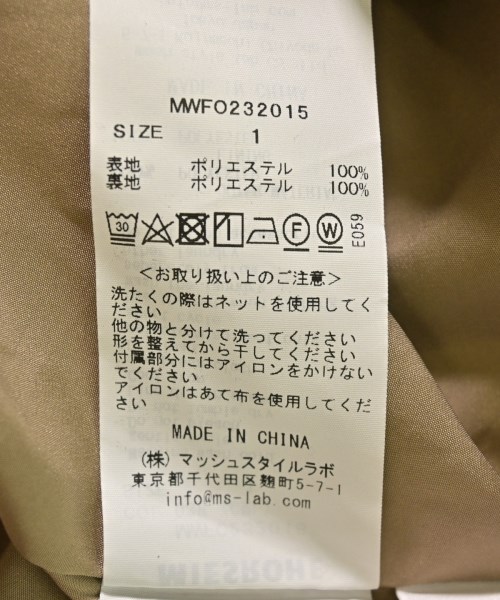 MWFO232015
SIZE 1
表地 ポリエステル 100%
裏地 ポリエステル 100%
30 F W E059
<お取り扱い上のご注意>
洗たくの際はネットを使用してく
ださい
他の物と分けて洗ってください
形を整えてから干してください
付属部分にはアイロンをかけない
でください
アイロンはあて布を使用してくだ
さい
MADE IN CHINA
(株) マッシュスタイルラボ
東京都千代田区麹町5-7-1
info@ms-lab.com